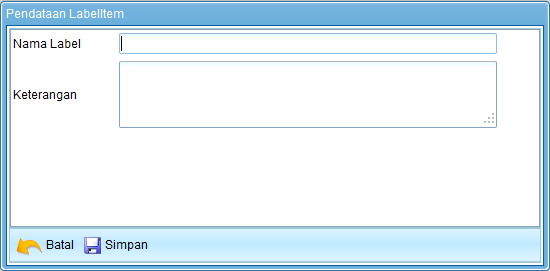 Pendataan LabelItem
Nama Label
Keterangan
Batal Simpan